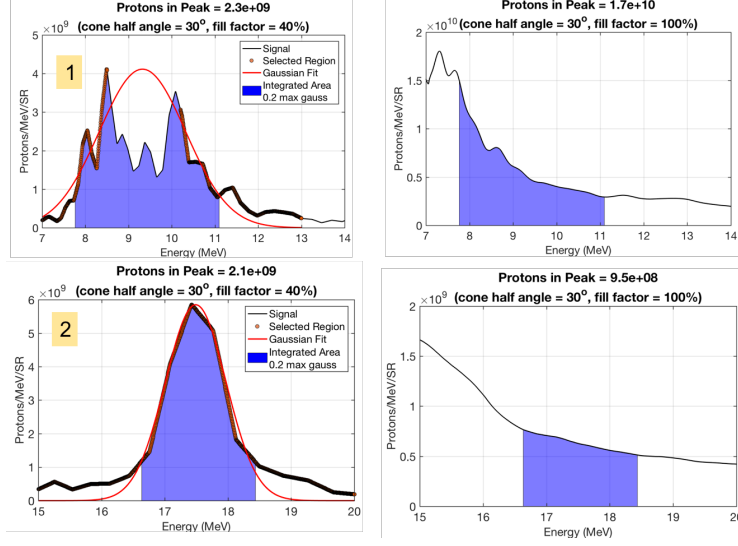 Protons in Peak = 2.3e+09
(cone half angle = 30°, fill factor = 40%)
×10⁹
1
Signal
Selected Region
Gaussian Fit
Integrated Area
0.2 max gauss
Protons/MeV/SR
5
4
3
2
1
0
7 8 9 10 11 12 13 14
Energy (MeV)
Protons in Peak = 1.7e+10
(cone half angle = 30°, fill factor = 100%)
×10¹⁰
Protons/MeV/SR
2
1.5
1
0.5
0
7 8 9 10 11 12 13 14
Energy (MeV)
Protons in Peak = 2.1e+09
(cone half angle = 30°, fill factor = 40%)
×10⁹
2
Signal
Selected Region
Gaussian Fit
Integrated Area
0.2 max gauss
Protons/MeV/SR
6
5
4
3
2
1
0
15 16 17 18 19 20
Energy (MeV)
Protons in Peak = 9.5e+08
(cone half angle = 30°, fill factor = 100%)
×10⁹
Protons/MeV/SR
2
1.5
1
0.5
0
15 16 17 18 19 20
Energy (MeV)